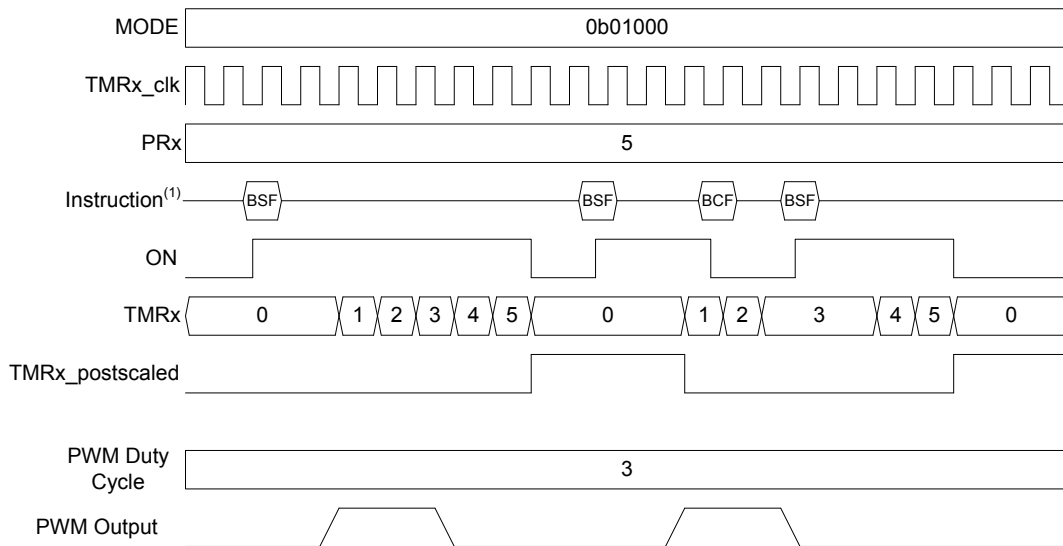 MODE 0b01000
TMRx_clk
PRx 5
Instruction(1) BSF BSF BCF BSF
ON
TMRx 0 1 2 3 4 5 0 1 2 3 4 5 0
TMRx_postscaled
PWM Duty
Cycle 3
PWM Output